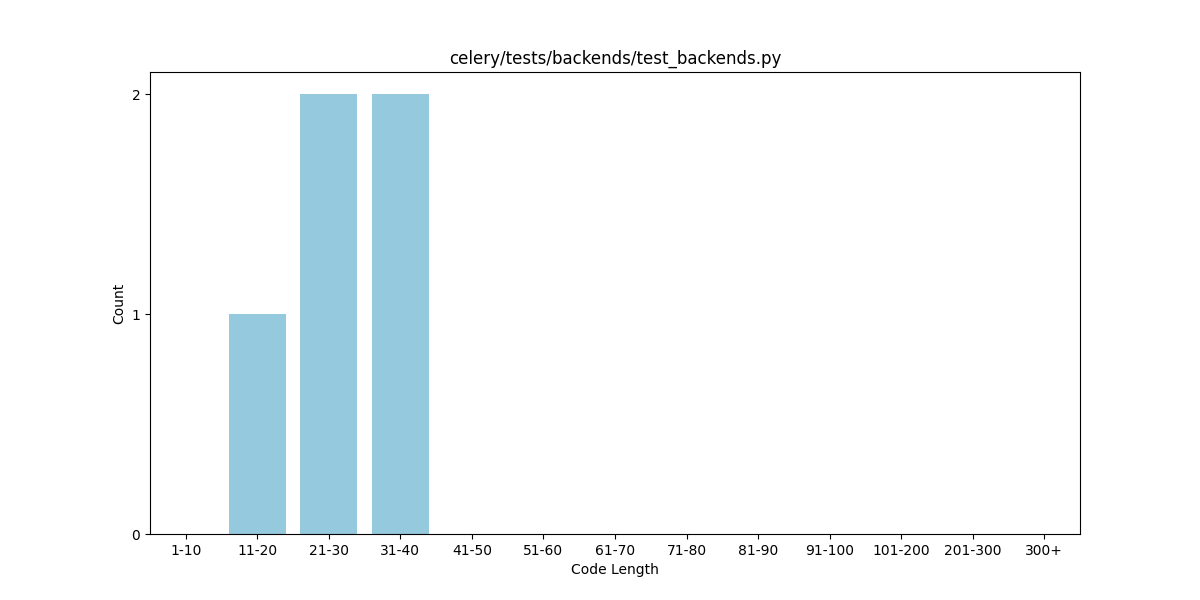 celery/tests/backends/test_backends.py
2
1
0
Count
1-10 11-20 21-30 31-40 41-50 51-60 61-70 71-80 81-90 91-100 101-200 201-300 300+
Code Length